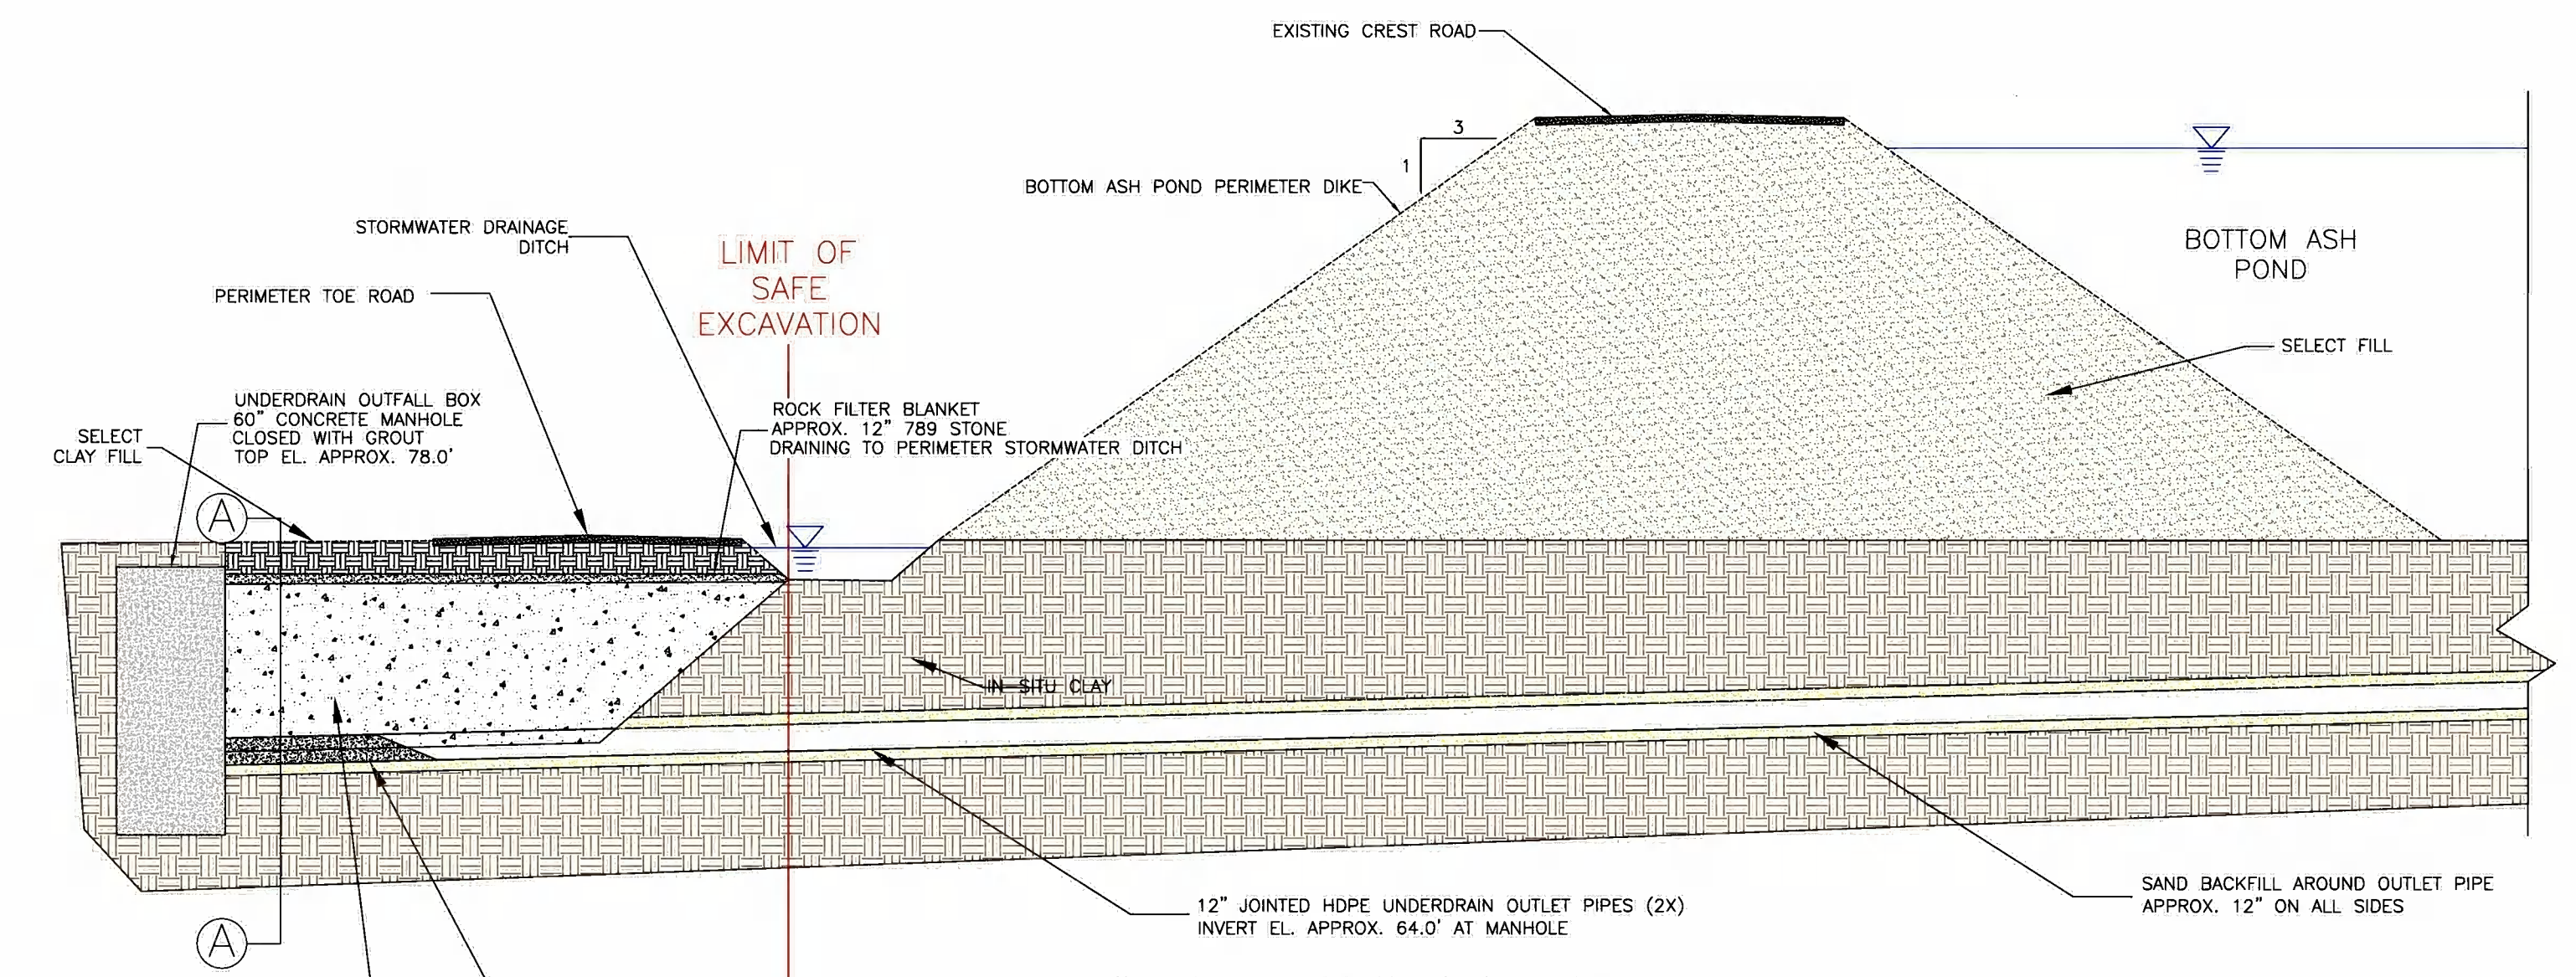 EXISTING CREST ROAD
3
1
BOTTOM ASH POND PERIMETER DIKE
STORMWATER DRAINAGE
DITCH
LIMIT OF
SAFE
EXCAVATION
BOTTOM ASH
POND
PERIMETER TOE ROAD
SELECT FILL
UNDERDRAIN OUTFALL BOX
60" CONCRETE MANHOLE
CLOSED WITH GROUT
TOP EL. APPROX. 78.0'
SELECT
CLAY FILL
ROCK FILTER BLANKET
APPROX. 12" 789 STONE
DRAINING TO PERIMETER STORMWATER DITCH
A
IN-SITU CLAY
SAND BACKFILL AROUND OUTLET PIPE
APPROX. 12" ON ALL SIDES
12" JOINTED HDPE UNDERDRAIN OUTLET PIPES (2X)
INVERT EL. APPROX. 64.0' AT MANHOLE
A